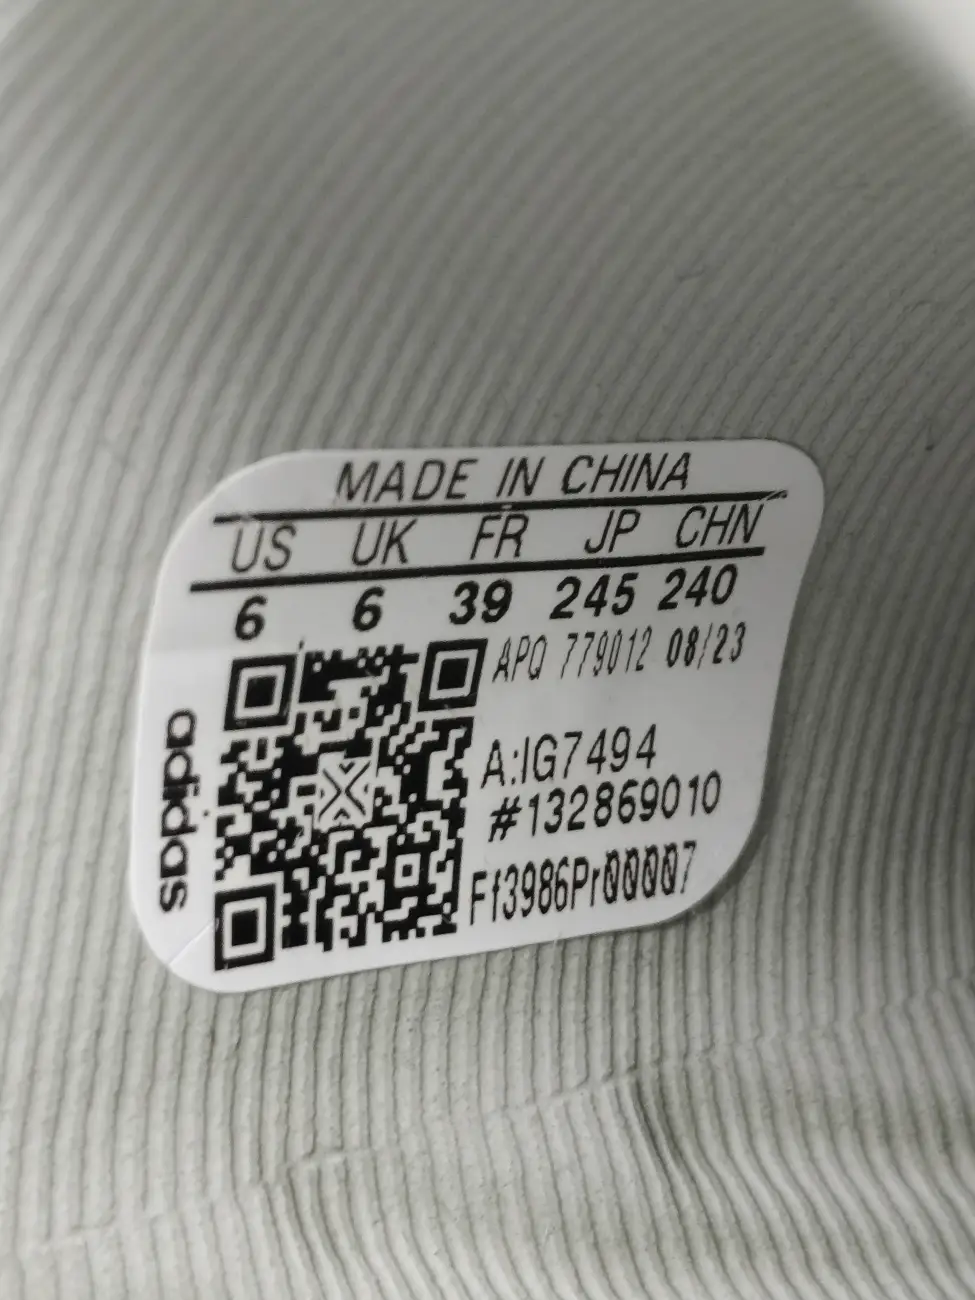 MADE IN CHINA
US UK FR JP CHN
6 6 39 245 240
APQ 779012 08/23
A:IG7494
#132869010
Ff3986Pr00007
adidas